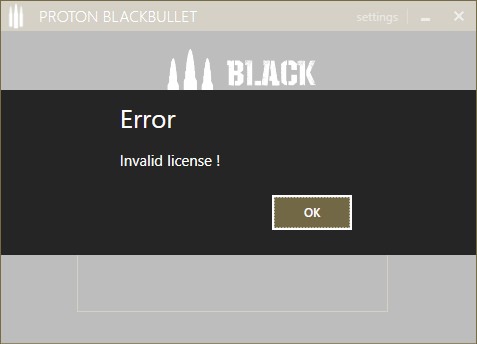 PROTON BLACKBULLET
settings
BLACK
Error
Invalid license !
OK